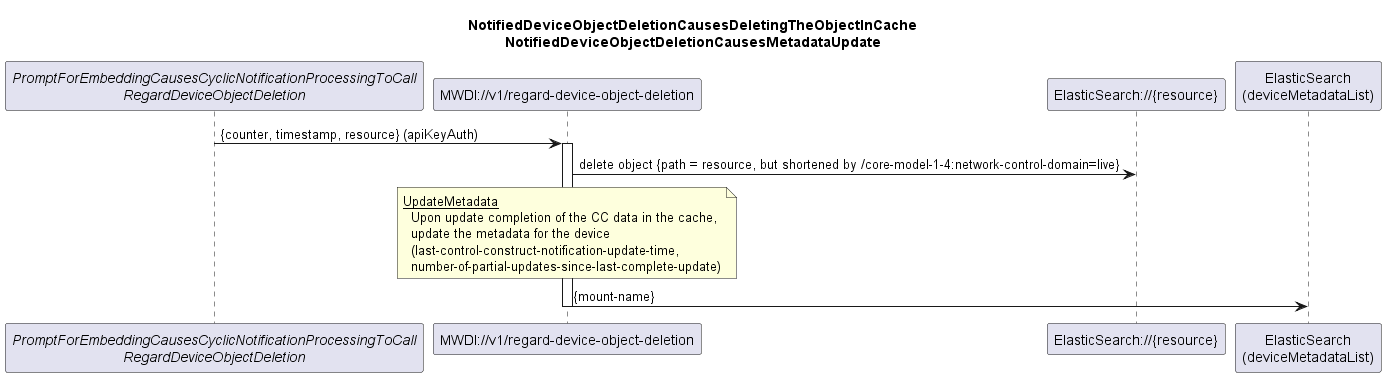 NotifiedDeviceObjectDeletionCausesDeletingTheObjectInCache
NotifiedDeviceObjectDeletionCausesMetadataUpdate
PromptForEmbeddingCausesCyclicNotificationProcessingToCall
RegardDeviceObjectDeletion
MWDI://v1/regard-device-object-deletion
ElasticSearch://{resource}
ElasticSearch
(deviceMetadataList)
{counter, timestamp, resource} (apiKeyAuth)
delete object {path = resource, but shortened by /core-model-1-4:network-control-domain=live}
UpdateMetadata
Upon update completion of the CC data in the cache,
update the metadata for the device
(last-control-construct-notification-update-time,
number-of-partial-updates-since-last-complete-update)
{mount-name}
PromptForEmbeddingCausesCyclicNotificationProcessingToCall
RegardDeviceObjectDeletion
MWDI://v1/regard-device-object-deletion
ElasticSearch://{resource}
ElasticSearch
(deviceMetadataList)